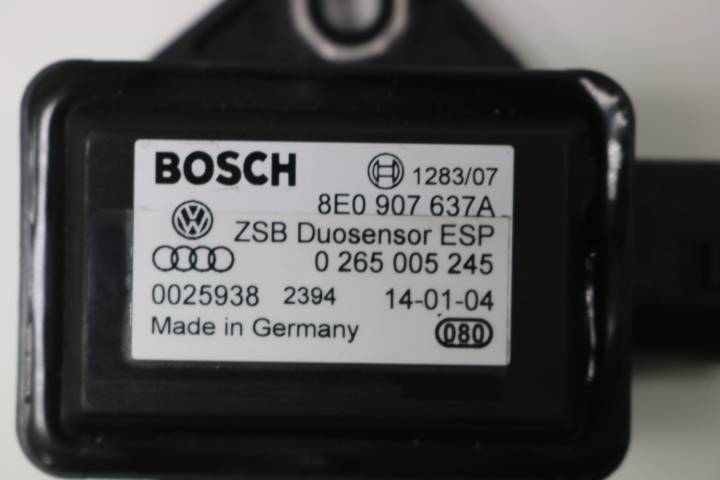 BOSCH 1283/07
8E0 907 637A
ZSB Duosensor ESP
0 265 005 245
0025938 2394 14-01-04
Made in Germany 080